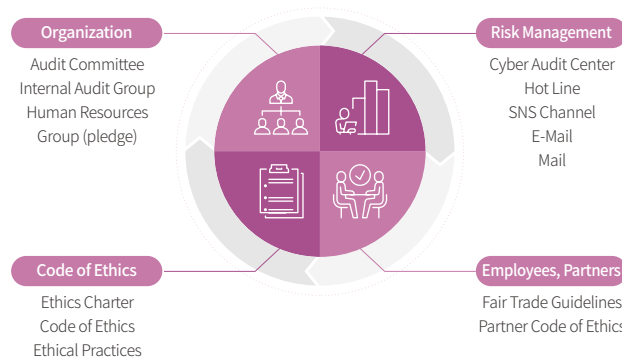 Organization
Audit Committee
Internal Audit Group
Human Resources
Group (pledge)
Risk Management
Cyber Audit Center
Hot Line
SNS Channel
E-Mail
Mail
Code of Ethics
Ethics Charter
Code of Ethics
Ethical Practices
Employees, Partners
Fair Trade Guidelines
Partner Code of Ethics